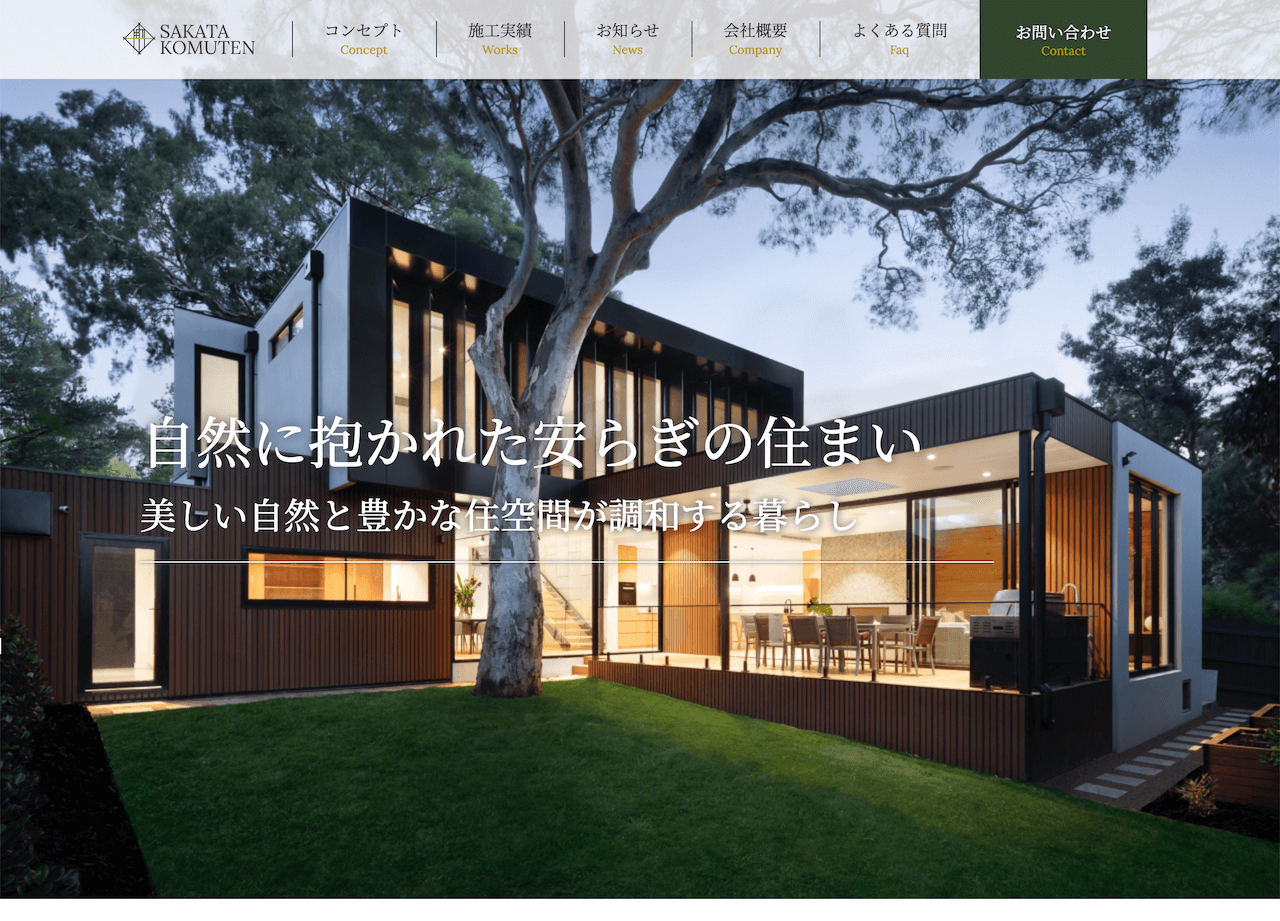 SAKATA
KOMUTEN
コンセプト
Concept
施工実績
Works
お知らせ
News
会社概要
Company
よくある質問
Faq
お問い合わせ
Contact
自然に抱かれた安らぎの住まい
美しい自然と豊かな住空間が調和する暮らし